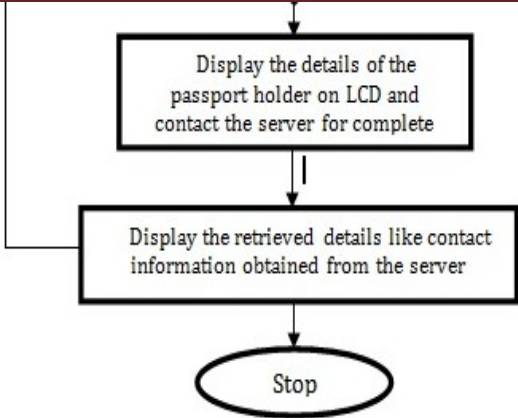 Display the details of the
passport holder on LCD and
contact the server for complete
Display the retrieved details like contact
information obtained from the server
Stop